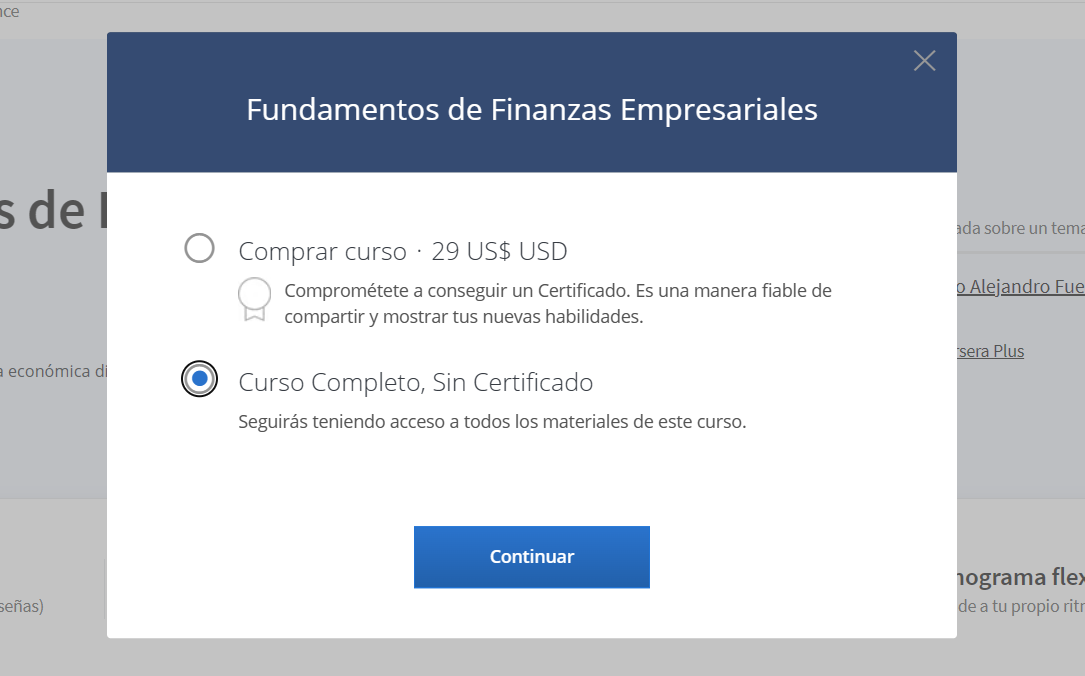 nce
Fundamentos de Finanzas Empresariales
s de
ada sobre un tema
Comprar curso · 29 US$ USD
Comprométete a conseguir un Certificado. Es una manera fiable de
compartir y mostrar tus nuevas habilidades.
o Alejandro Fue
rsera Plus
a económica di
Curso Completo, Sin Certificado
Seguirás teniendo acceso a todos los materiales de este curso.
Continuar
nograma flex
señas)
de a tu propio ritm